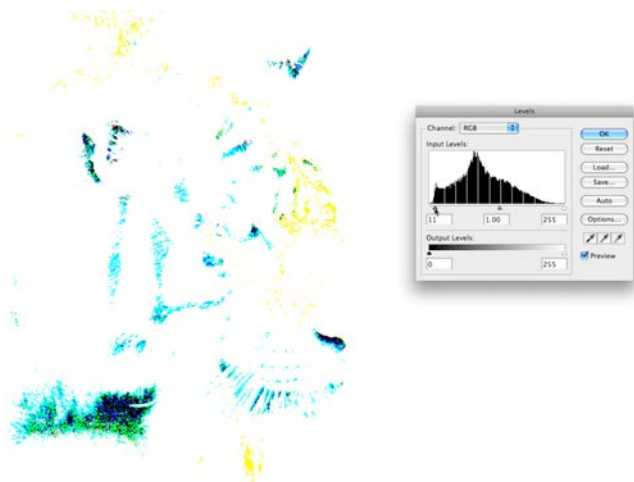 Levels
Channel: RGB
OK
Input Levels:
Reset
Load...
Save...
Auto
11 1.00 255
Options...
Output Levels:
Preview
0 255